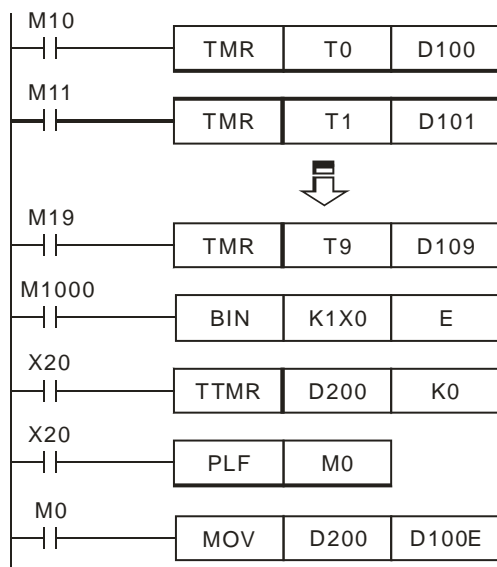 M10
TMR T0 D100
M11
TMR T1 D101
M19
TMR T9 D109
M1000
BIN K1X0 E
X20
TTMR D200 K0
X20
PLF M0
M0
MOV D200 D100E